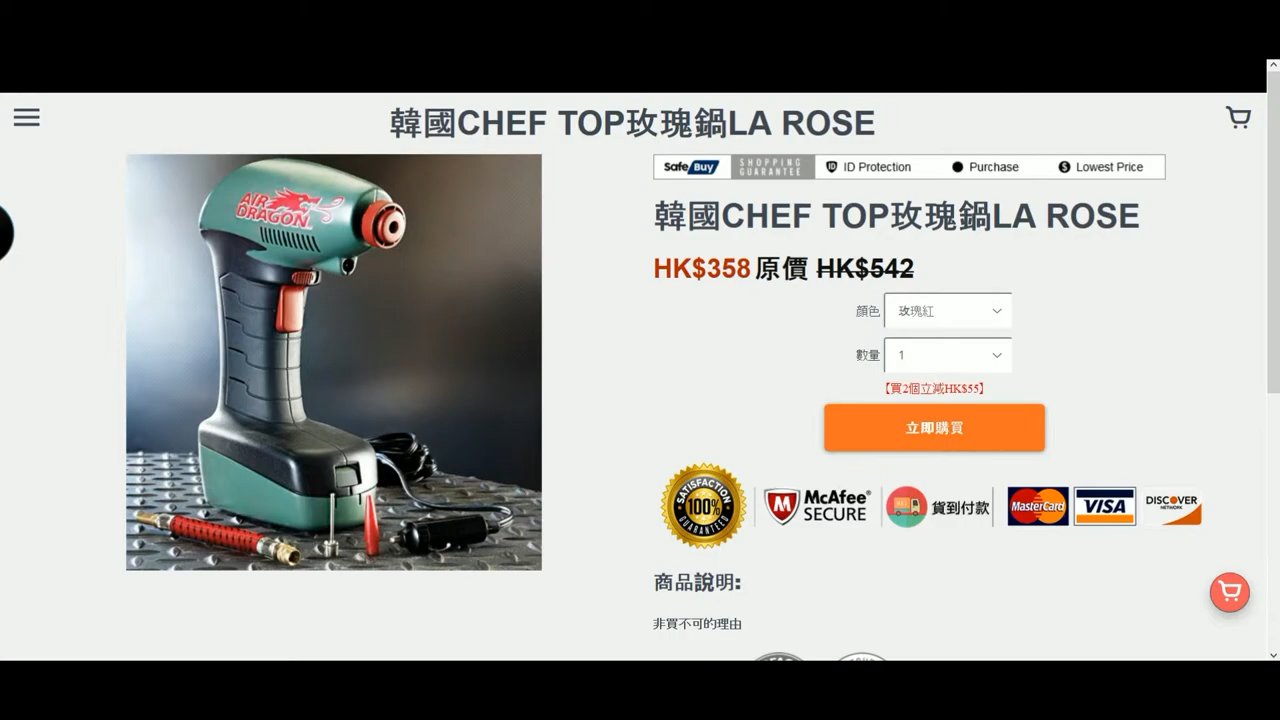 韓國CHEF TOP玫瑰鍋LA ROSE
AIR
DRAGON
SafeBuy SHOPPING GUARANTEE ID ID Protection Purchase $ Lowest Price
韓國CHEF TOP玫瑰鍋LA ROSE
HK$358 原價 HK$542
顏色 玫瑰紅
數量 1
【買2個立減HK$55】
立即購買
SATISFACTION 100% GUARANTEE
McAfee® SECURE
貨到付款
MasterCard VISA DISCOVER NETWORK
商品說明:
非買不可的理由